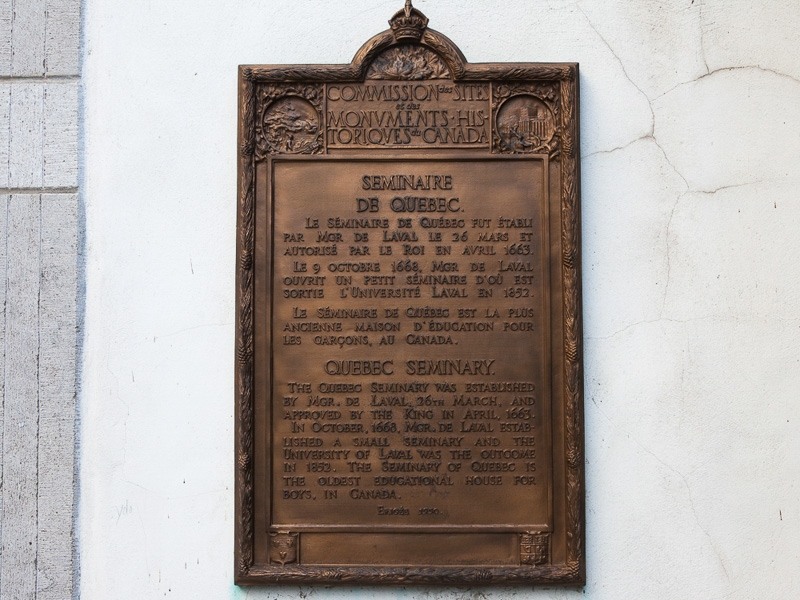 COMMISSION des SITES
et des
MONVMENTS HIS-
TORIQVES du CANADA
SEMINAIRE
DE QUEBEC.
LE SÉMINAIRE DE QUÉBEC FUT ÉTABLI
PAR MGR DE LAVAL LE 26 MARS ET
AUTORISÉ PAR LE ROI EN AVRIL 1663.
LE 9 OCTOBRE 1668, MGR DE LAVAL
OUVRIT UN PETIT SÉMINAIRE D'OÙ EST
SORTIE L'UNIVERSITÉ LAVAL EN 1852.
LE SÉMINAIRE DE QUÉBEC EST LA PLUS
ANCIENNE MAISON D'ÉDUCATION POUR
LES GARÇONS, AU CANADA.
QUEBEC SEMINARY.
THE QUEBEC SEMINARY WAS ESTABLISHED
BY MGR. DE LAVAL, 26TH MARCH, AND
APPROVED BY THE KING IN APRIL, 1663.
IN OCTOBER, 1668, MGR. DE LAVAL ESTAB-
LISHED A SMALL SEMINARY AND THE
UNIVERSITY OF LAVAL WAS THE OUTCOME
IN 1852. THE SEMINARY OF QUEBEC IS
THE OLDEST EDUCATIONAL HOUSE FOR
BOYS, IN CANADA.